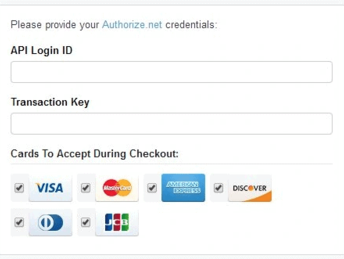 Please provide your Authorize.net credentials:
API Login ID
Transaction Key
Cards To Accept During Checkout:
VISA MasterCard AMERICAN EXPRESS DISCOVER
JCB